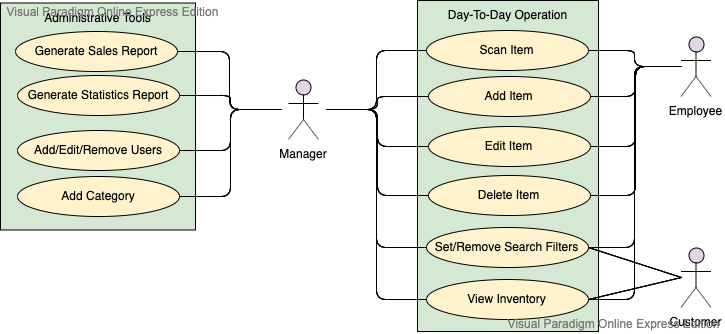 Visual Paradigm Online Express Edition
Administrative Tools
Generate Sales Report
Generate Statistics Report
Add/Edit/Remove Users
Add Category
Manager
Day-To-Day Operation
Scan Item
Add Item
Edit Item
Delete Item
Set/Remove Search Filters
View Inventory
Employee
Customer
Visual Paradigm Online Express Edition